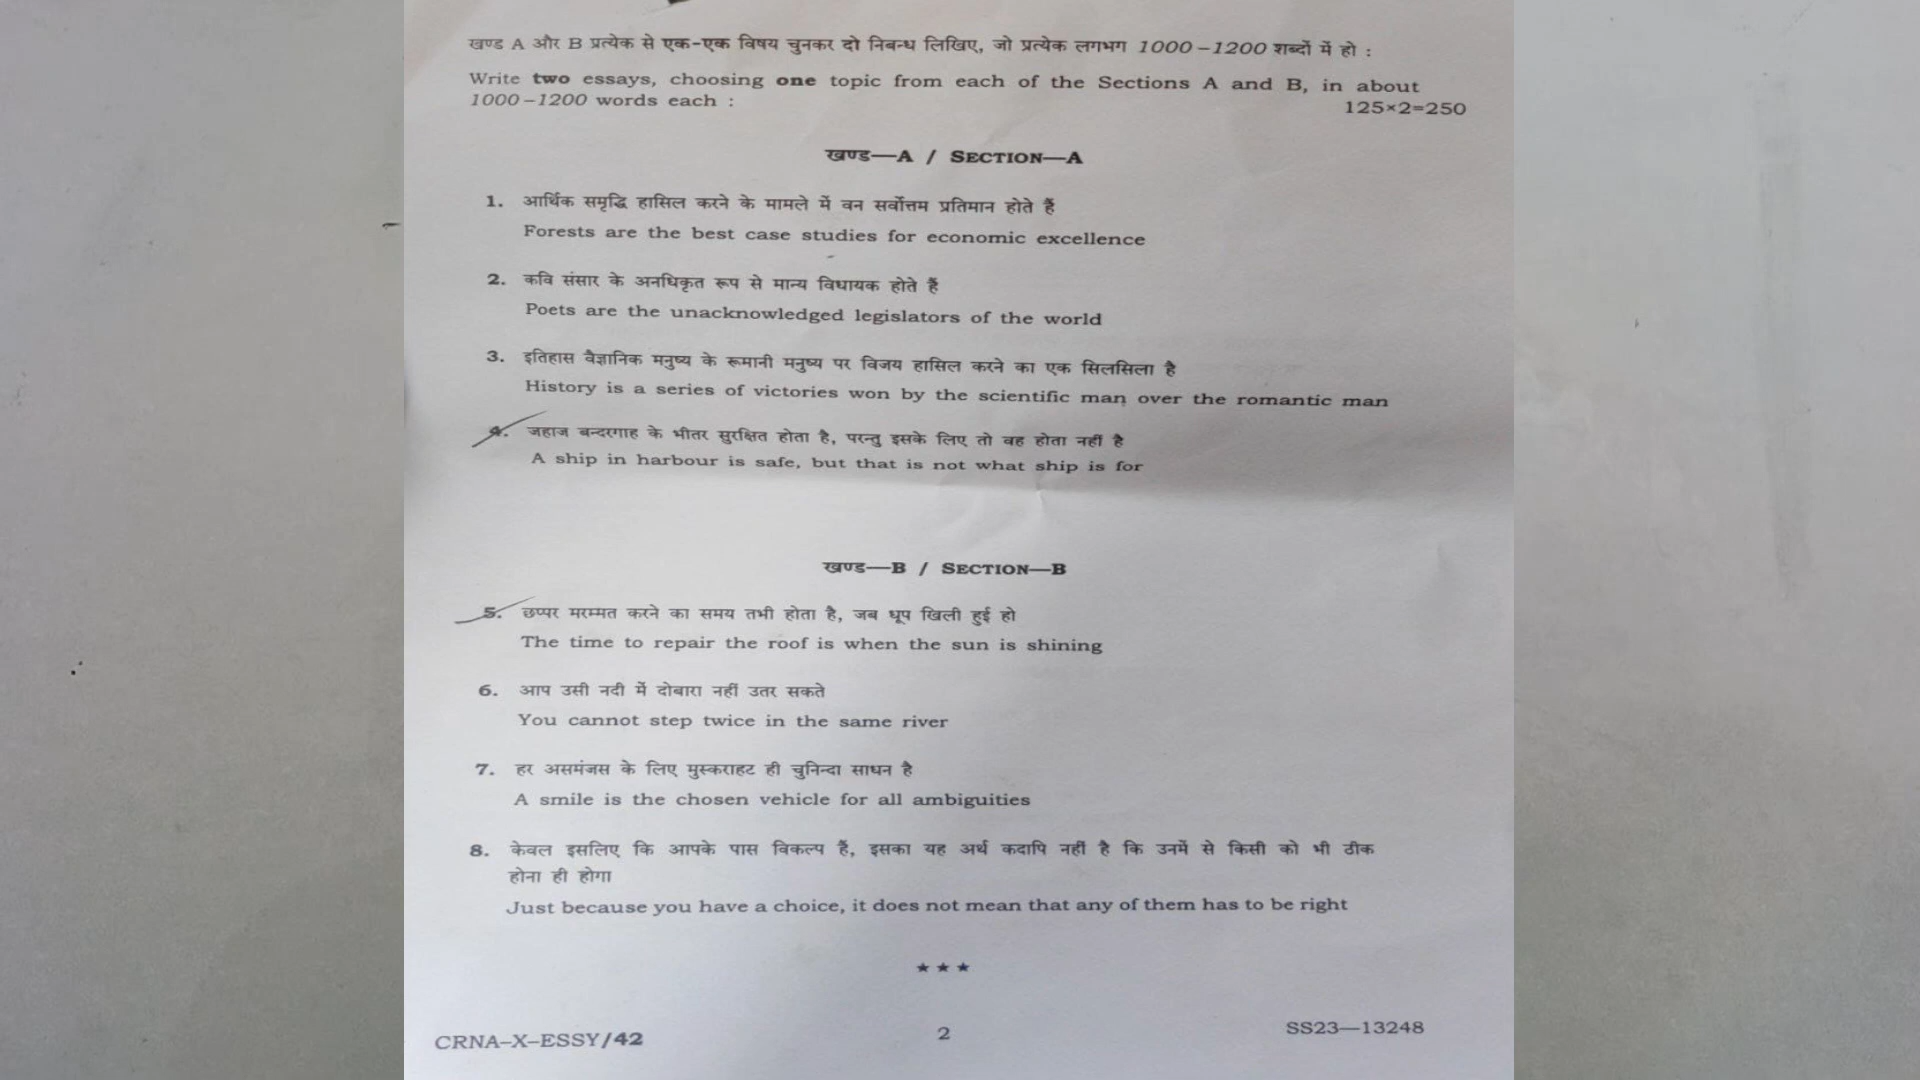 खण्ड A और B प्रत्येक से एक-एक विषय चुनकर दो निबन्ध लिखिए, जो प्रत्येक लगभग 1000–1200 शब्दों में हो :
Write two essays, choosing one topic from each of the Sections A and B, in about
1000–1200 words each :
125×2=250
खण्ड—A / SECTION—A
1. आर्थिक समृद्धि हासिल करने के मामले में वन सर्वोत्तम प्रतिमान होते हैं
Forests are the best case studies for economic excellence
2. कवि संसार के अनधिकृत रूप से मान्य विधायक होते हैं
Poets are the unacknowledged legislators of the world
3. इतिहास वैज्ञानिक मनुष्य के रूमानी मनुष्य पर विजय हासिल करने का एक सिलसिला है
History is a series of victories won by the scientific man over the romantic man
4. जहाज बन्दरगाह के भीतर सुरक्षित होता है, परन्तु इसके लिए तो वह होता नहीं है
A ship in harbour is safe, but that is not what ship is for
खण्ड—B / SECTION—B
5. छप्पर मरम्मत करने का समय तभी होता है, जब धूप खिली हुई हो
The time to repair the roof is when the sun is shining
6. आप उसी नदी में दोबारा नहीं उतर सकते
You cannot step twice in the same river
7. हर असमंजस के लिए मुस्कराहट ही चुनिन्दा साधन है
A smile is the chosen vehicle for all ambiguities
8. केवल इसलिए कि आपके पास विकल्प हैं, इसका यह अर्थ कदापि नहीं है कि उनमें से किसी को भी ठीक
होना ही होगा
Just because you have a choice, it does not mean that any of them has to be right
★ ★ ★
CRNA–X–ESSY/42
2
SS23—13248